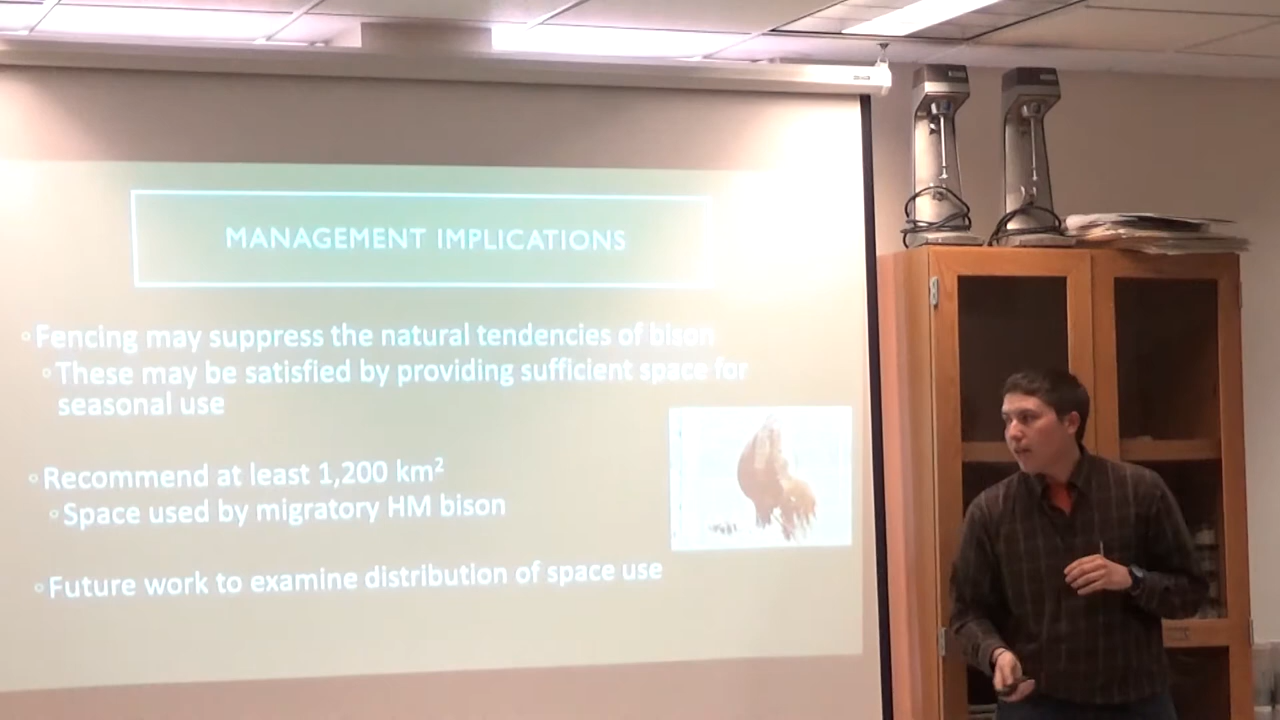 MANAGEMENT IMPLICATIONS
Fencing may suppress the natural tendencies of bison
These may be satisfied by providing sufficient space for
seasonal use
Recommend at least 1,200 km²
Space used by migratory HM bison
Future work to examine distribution of space use